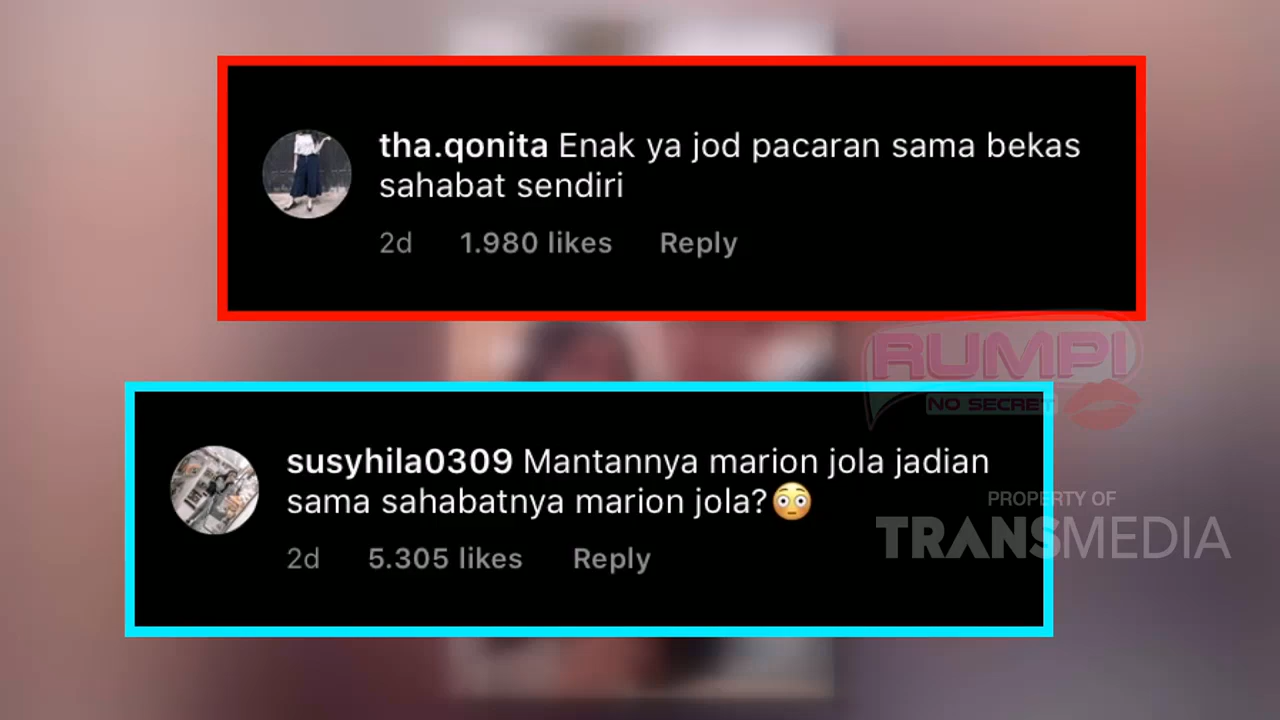 tha.qonita Enak ya jod pacaran sama bekas
sahabat sendiri
2d 1.980 likes Reply
RUMPI
NO SECRET
susyhila0309 Mantannya marion jola jadian
sama sahabatnya marion jola?😳
2d 5.305 likes Reply
PROPERTY OF
TRANSMEDIA